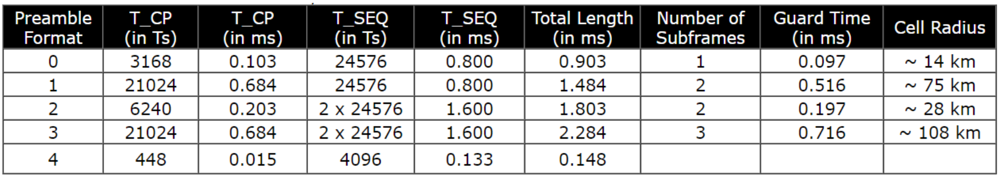 Preamble Format T_CP (in Ts) T_CP (in ms) T_SEQ (in Ts) T_SEQ (in ms) Total Length (in ms) Number of Subframes Guard Time (in ms) Cell Radius
0 3168 0.103 24576 0.800 0.903 1 0.097 ~ 14 km
1 21024 0.684 24576 0.800 1.484 2 0.516 ~ 75 km
2 6240 0.203 2 x 24576 1.600 1.803 2 0.197 ~ 28 km
3 21024 0.684 2 x 24576 1.600 2.284 3 0.716 ~ 108 km
4 448 0.015 4096 0.133 0.148